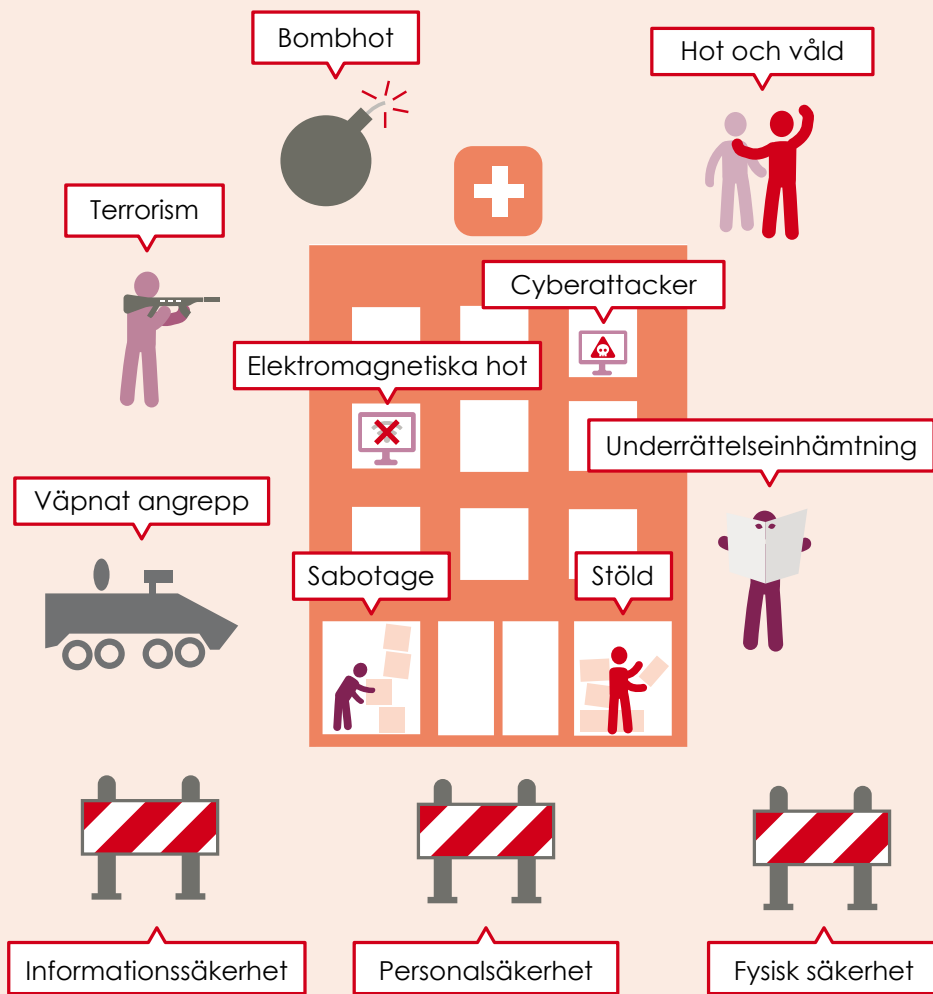 Bombhot
Hot och våld
Terrorism
Cyberattacker
Elektromagnetiska hot
Underrättelseinhämtning
Väpnat angrepp
Sabotage
Stöld
Informationssäkerhet
Personalsäkerhet
Fysisk säkerhet